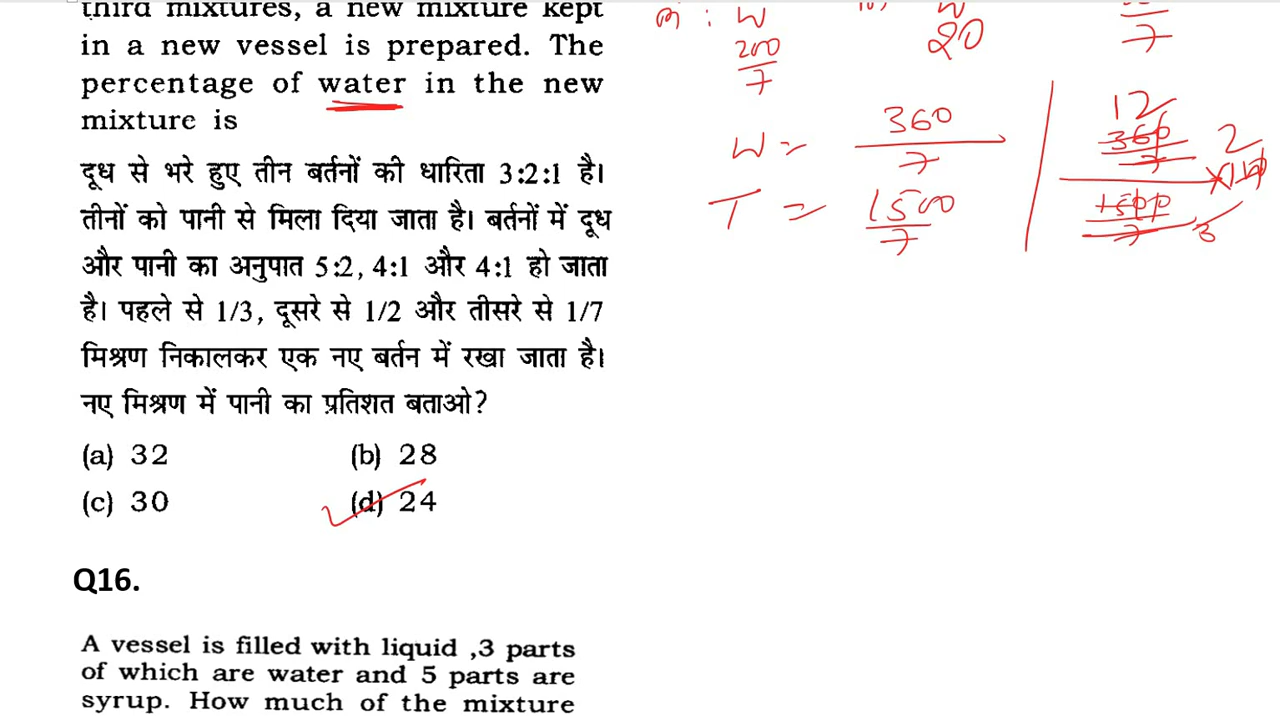 third mixtures, a new mixture kept
in a new vessel is prepared. The
percentage of water in the new
mixture is
दूध से भरे हुए तीन बर्तनों की धारिता 3:2:1 है।
तीनों को पानी से मिला दिया जाता है। बर्तनों में दूध
और पानी का अनुपात 5:2, 4:1 और 4:1 हो जाता
है। पहले से 1/3, दूसरे से 1/2 और तीसरे से 1/7
मिश्रण निकालकर एक नए बर्तन में रखा जाता है।
नए मिश्रण में पानी का प्रतिशत बताओ?
(a) 32 (b) 28
(c) 30 (d) 24
Q16.
A vessel is filled with liquid ,3 parts
of which are water and 5 parts are
syrup. How much of the mixture
: W
200
7
20
7
W =
360
7
T =
1500
7
12
360
7
2
1500
7
3